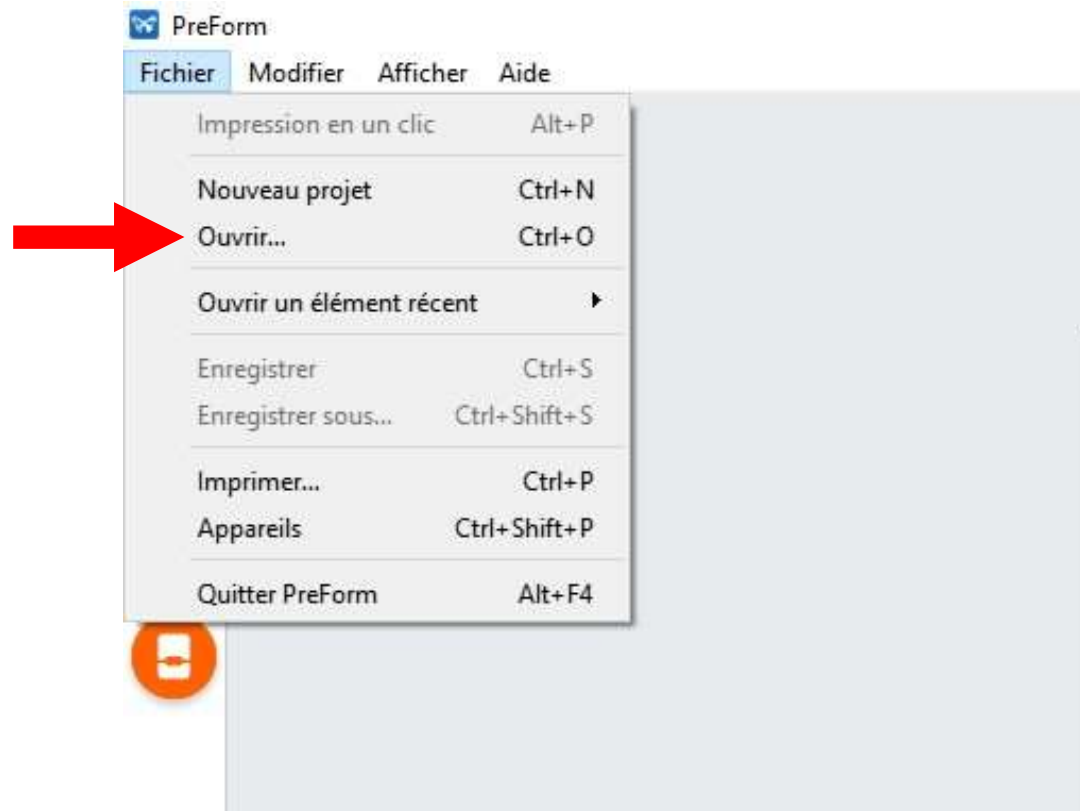 PreForm
Fichier Modifier Afficher Aide
Impression en un clic Alt+P
Nouveau projet Ctrl+N
Ouvrir... Ctrl+O
Ouvrir un élément récent
Enregistrer Ctrl+S
Enregistrer sous... Ctrl+Shift+S
Imprimer... Ctrl+P
Appareils Ctrl+Shift+P
Quitter PreForm Alt+F4